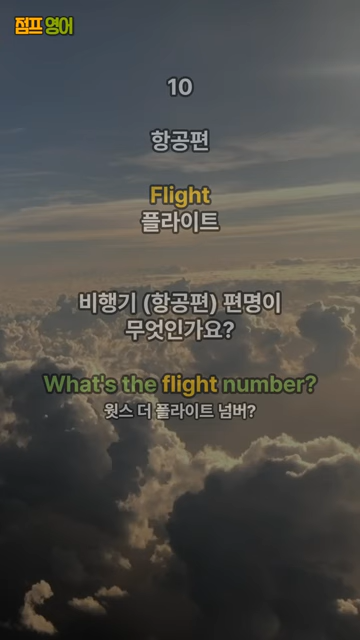 점프 영어
10
항공편
Flight
플라이트
비행기 (항공편) 편명이
무엇인가요?
What's the flight number?
왓스 더 플라이트 넘버?